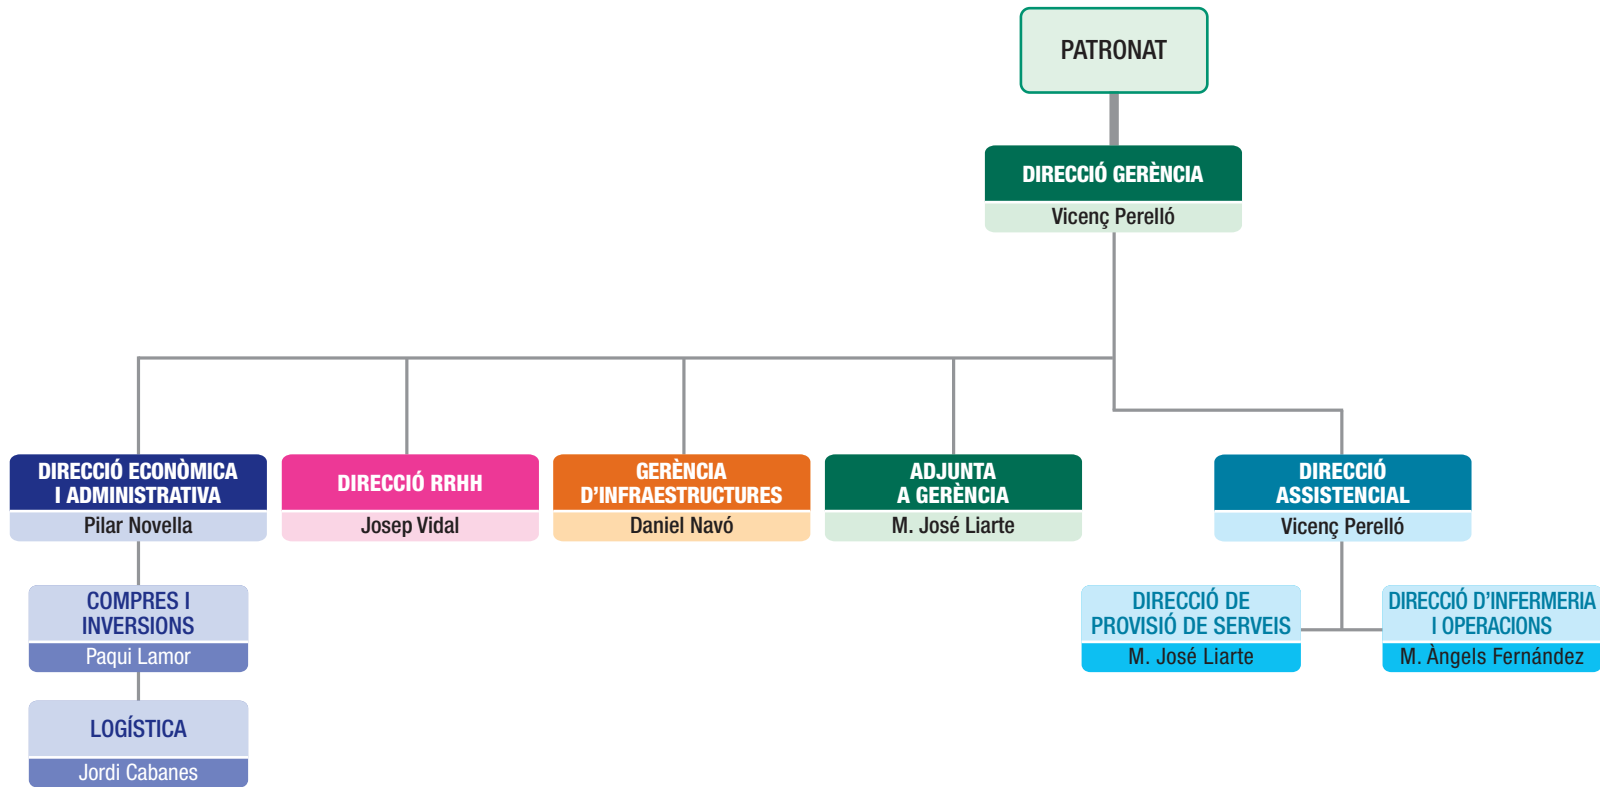 PATRONAT
DIRECCIÓ GERÈNCIA
Vicenç Perelló
DIRECCIÓ ECONÒMICA
I ADMINISTRATIVA
Pilar Novella
DIRECCIÓ RRHH
Josep Vidal
GERÈNCIA
D’INFRAESTRUCTURES
Daniel Navó
ADJUNTA
A GERÈNCIA
M. José Liarte
DIRECCIÓ
ASSISTENCIAL
Vicenç Perelló
COMPRES I
INVERSIONS
Paqui Lamor
DIRECCIÓ DE
PROVISIÓ DE SERVEIS
M. José Liarte
DIRECCIÓ D’INFERMERIA
I OPERACIONS
M. Àngels Fernández
LOGÍSTICA
Jordi Cabanes